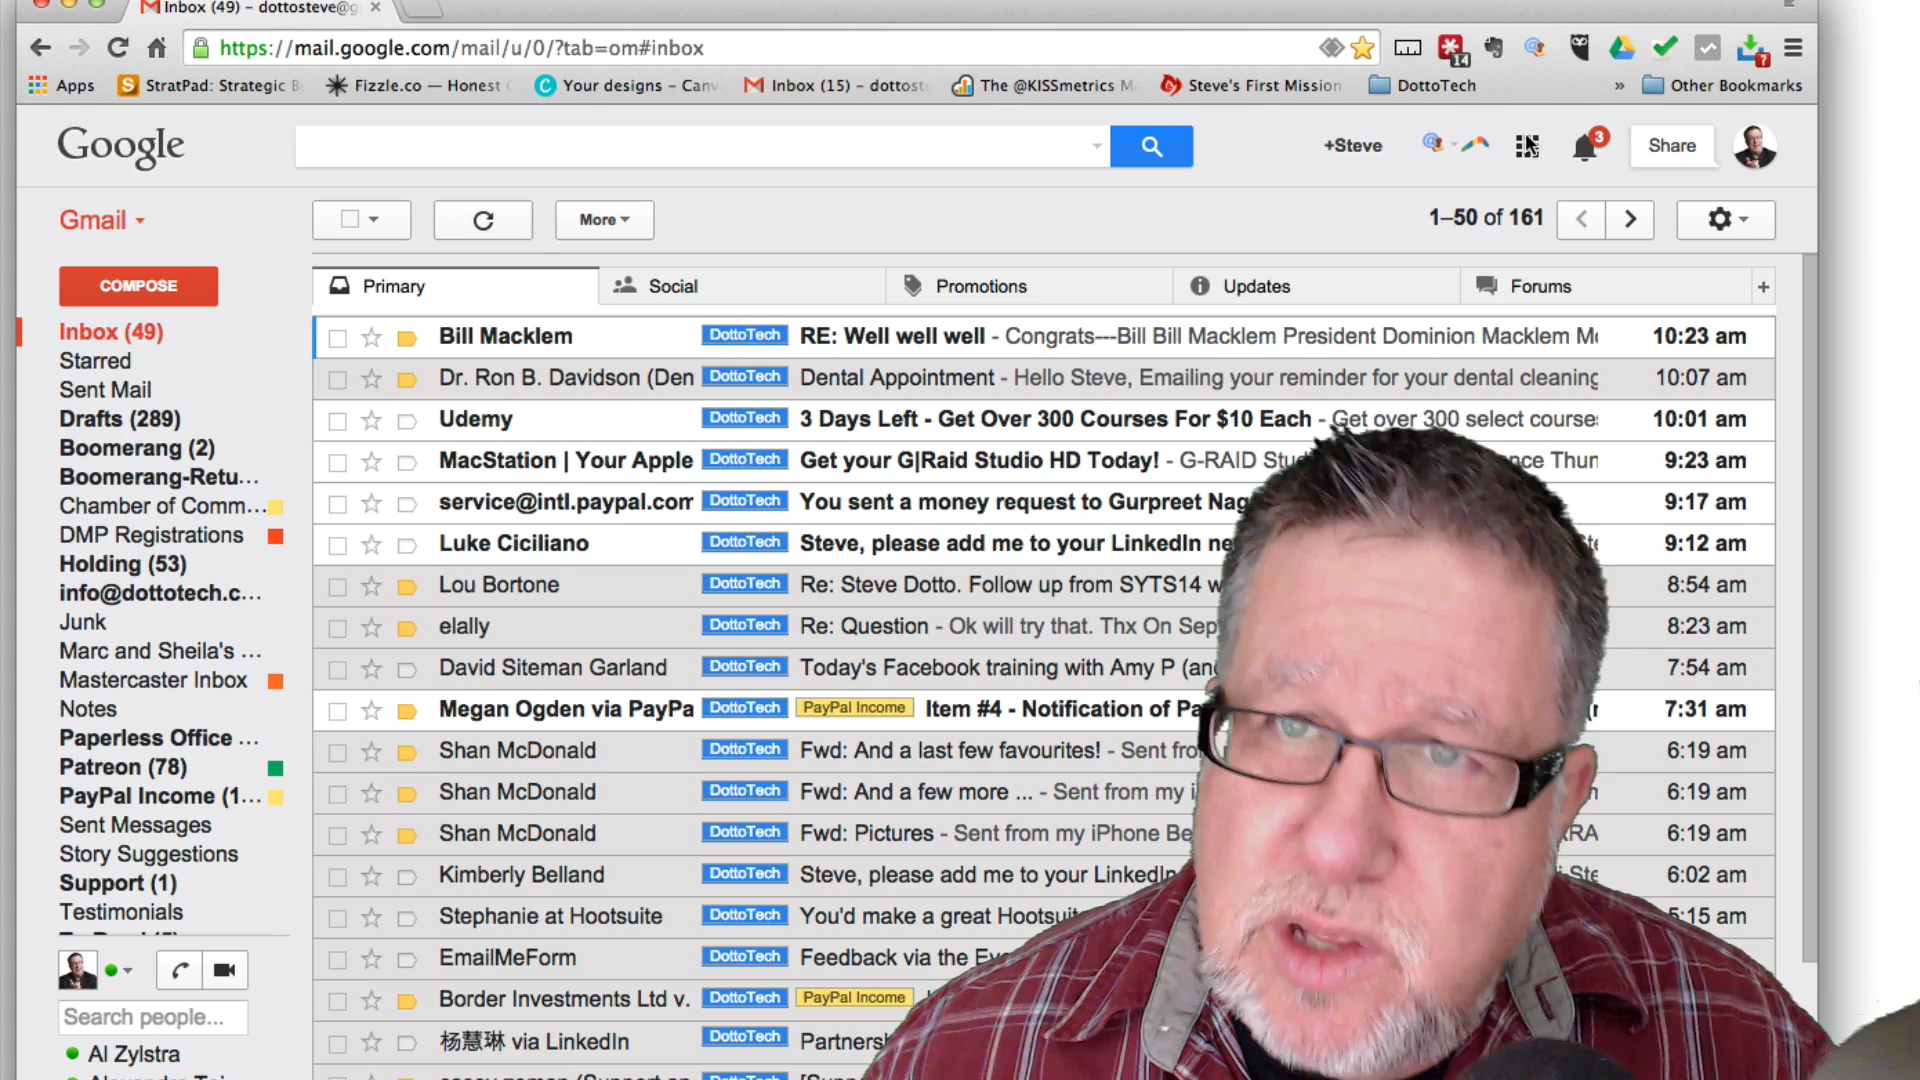 Inbox (49) – dottosteve@g
https://mail.google.com/mail/u/0/?tab=om#inbox
14
?
Apps StratPad: Strategic B Fizzle.co — Honest Your designs – Canv Inbox (15) – dottost The @KISSmetrics M Steve's First Mission DottoTech » Other Bookmarks
Google
+Steve
3
Share
Gmail
More
1–50 of 161
COMPOSE
Primary Social Promotions Updates Forums +
Inbox (49)
Starred
Sent Mail
Drafts (289)
Boomerang (2)
Boomerang-Retu...
Chamber of Comm...
DMP Registrations
Holding (53)
info@dottotech.c...
Junk
Marc and Sheila's ...
Mastercaster Inbox
Notes
Paperless Office ...
Patreon (78)
PayPal Income (1...
Sent Messages
Story Suggestions
Support (1)
Testimonials
Search people...
Al Zylstra
Bill Macklem DottoTech RE: Well well well - Congrats---Bill Bill Macklem President Dominion Macklem Mo 10:23 am
Dr. Ron B. Davidson (Den DottoTech Dental Appointment - Hello Steve, Emailing your reminder for your dental cleaning 10:07 am
Udemy DottoTech 3 Days Left - Get Over 300 Courses For $10 Each - Get over 300 select courses 10:01 am
MacStation | Your Apple DottoTech Get your G|Raid Studio HD Today! - G-RAID Stu nce Thun 9:23 am
service@intl.paypal.com DottoTech You sent a money request to Gurpreet Nag 9:17 am
Luke Ciciliano DottoTech Steve, please add me to your LinkedIn ne 9:12 am
Lou Bortone DottoTech Re: Steve Dotto. Follow up from SYTS14 w 8:54 am
elally DottoTech Re: Question - Ok will try that. Thx On Sep 8:23 am
David Siteman Garland DottoTech Today's Facebook training with Amy P (an 7:54 am
Megan Ogden via PayPa DottoTech PayPal Income Item #4 - Notification of Pa 7:31 am
Shan McDonald DottoTech Fwd: And a last few favourites! - Sent fro 6:19 am
Shan McDonald DottoTech Fwd: And a few more ... - Sent from my i 6:19 am
Shan McDonald DottoTech Fwd: Pictures - Sent from my iPhone Be RA 6:19 am
Kimberly Belland DottoTech Steve, please add me to your LinkedIn Ste 6:02 am
Stephanie at Hootsuite DottoTech You'd make a great Hootsuit 5:15 am
EmailMeForm DottoTech Feedback via the Eve
Border Investments Ltd v. DottoTech PayPal Income
杨慧琳 via LinkedIn DottoTech Partners